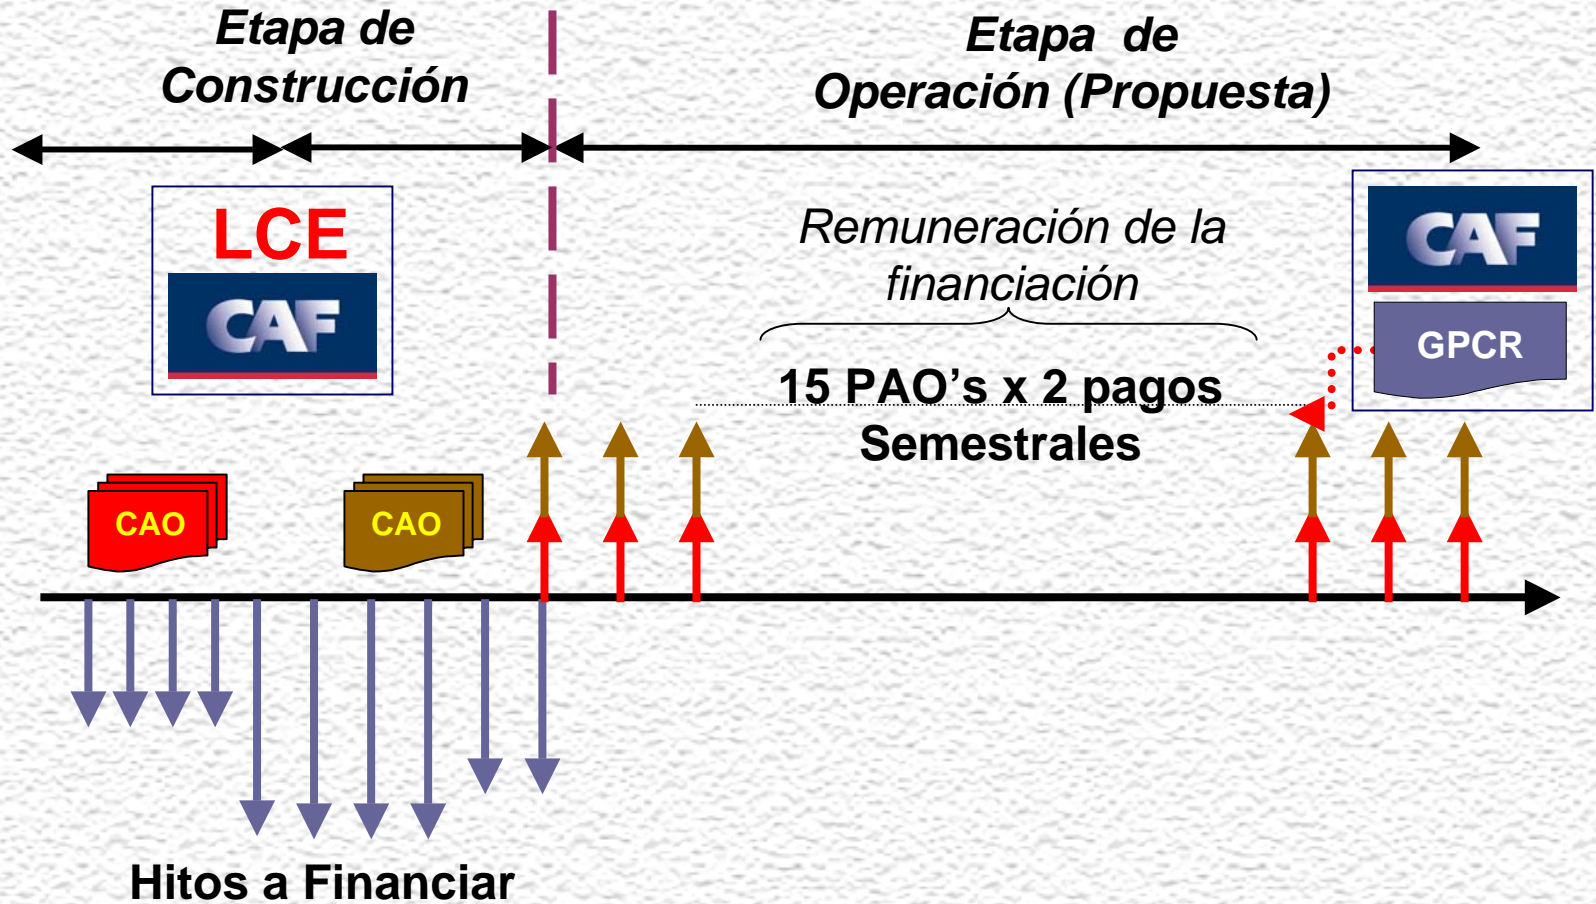 Etapa de
Construcción
Etapa de
Operación (Propuesta)
LCE
CAF
Remuneración de la
financiación
CAF
GPCR
15 PAO’s x 2 pagos
Semestrales
CAO
CAO
Hitos a Financiar